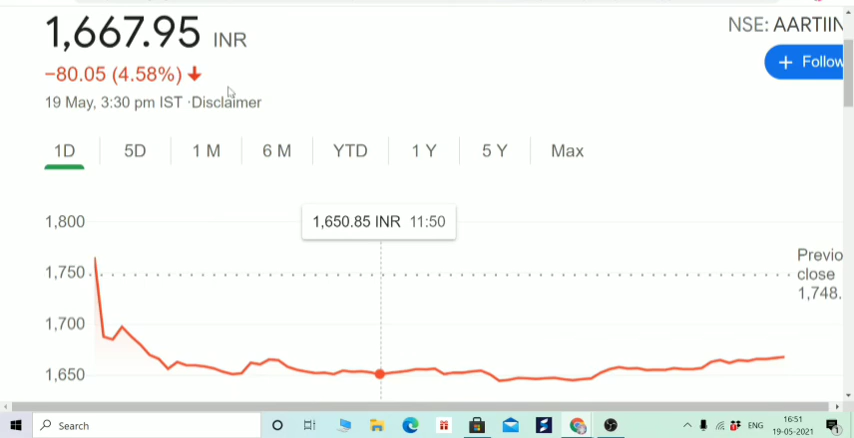 1,667.95 INR
NSE: AARTIIN
−80.05 (4.58%)
+ Follow
19 May, 3:30 pm IST ·Disclaimer
1D 5D 1 M 6 M YTD 1 Y 5 Y Max
1,800
1,650.85 INR 11:50
1,750
Previo
close
1,748.
1,700
1,650
Search
ENG
16:51
19-05-2021
1